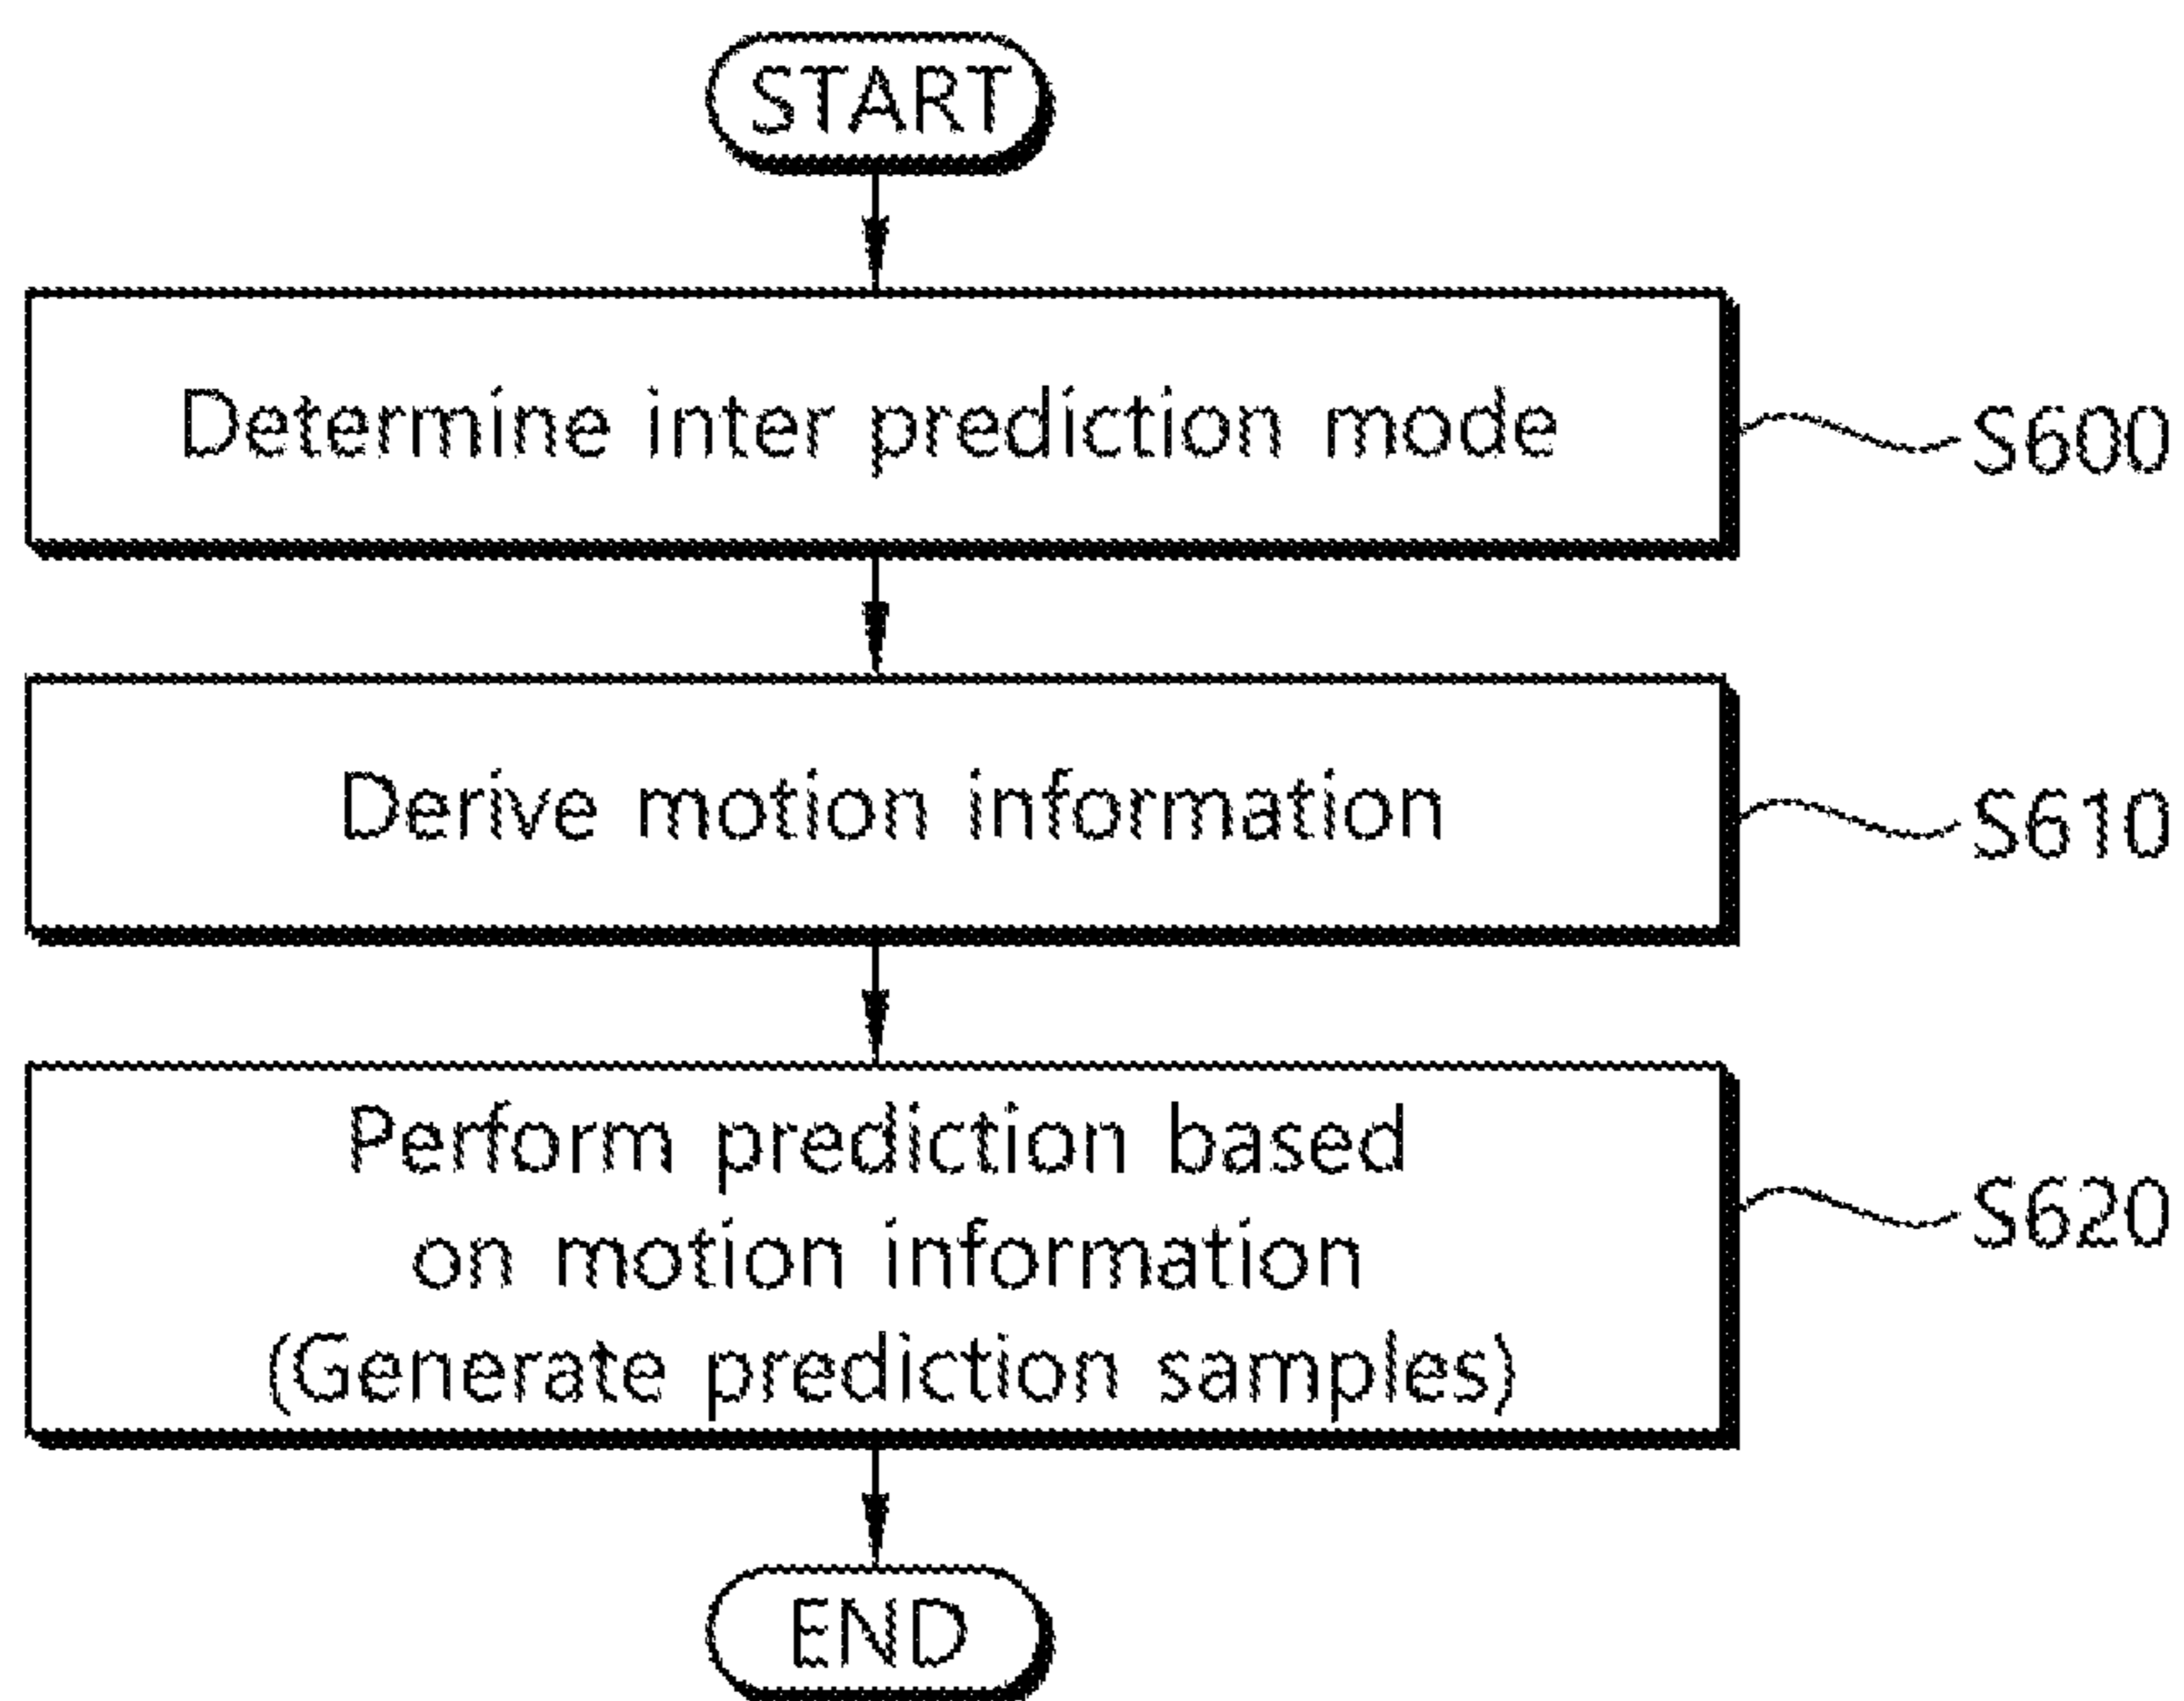 START
Determine inter prediction mode
S600
Derive motion information
S610
Perform prediction based
on motion information
(Generate prediction samples)
S620
END